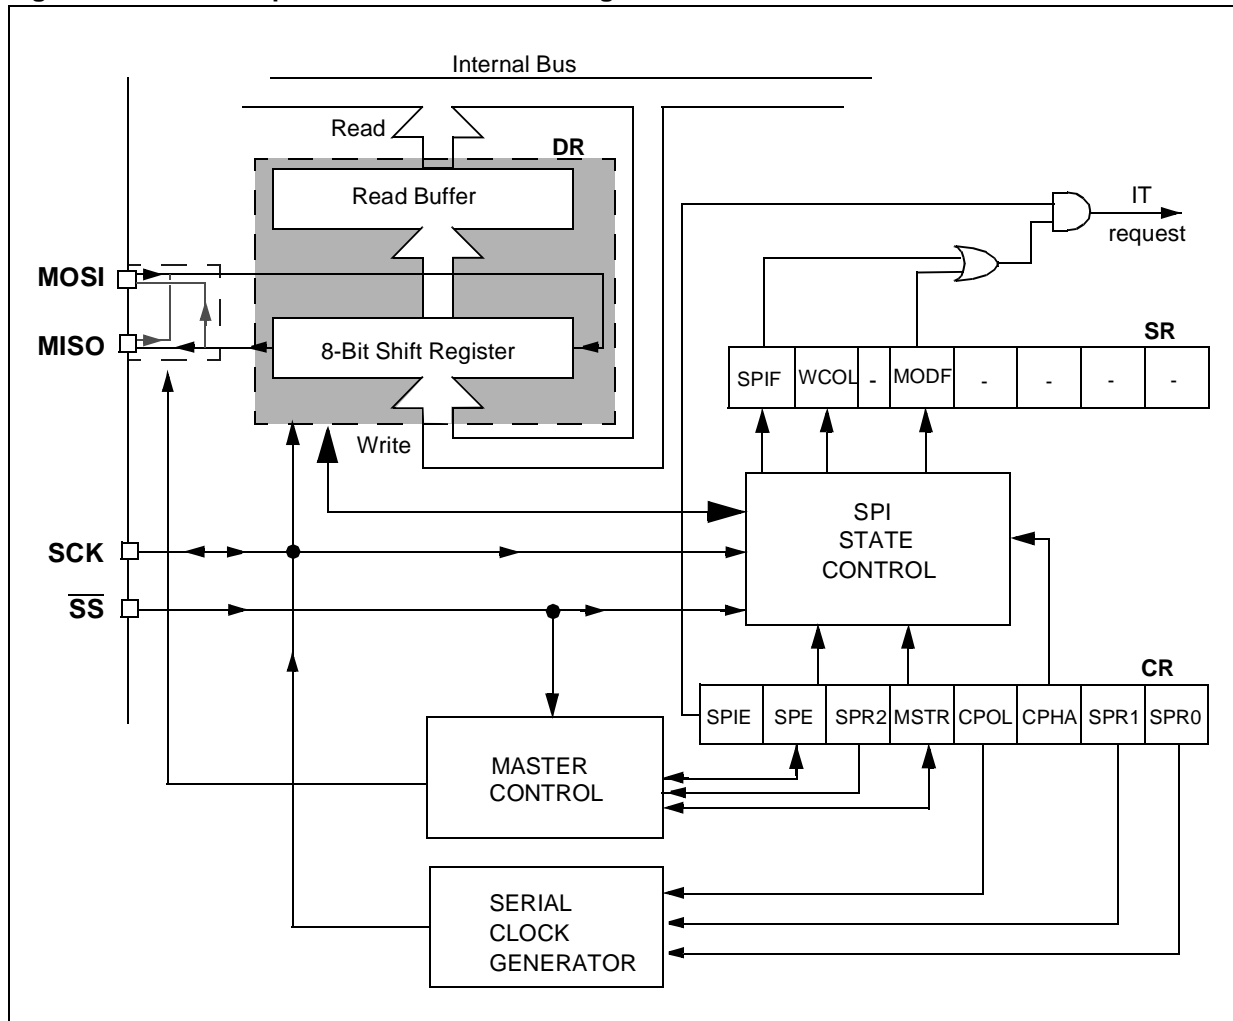 Internal Bus
Read
DR
Read Buffer
IT
request
MOSI
MISO
8-Bit Shift Register
SR
SPIF WCOL - MODF - - - -
Write
SPI
STATE
CONTROL
SCK
SS
CR
SPIE SPE SPR2 MSTR CPOL CPHA SPR1 SPR0
MASTER
CONTROL
SERIAL
CLOCK
GENERATOR